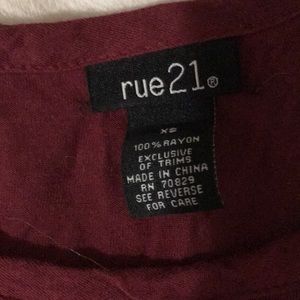 rue21®
XS
100% RAYON
EXCLUSIVE
OF TRIMS
MADE IN CHINA
RN 70829
SEE REVERSE
FOR CARE